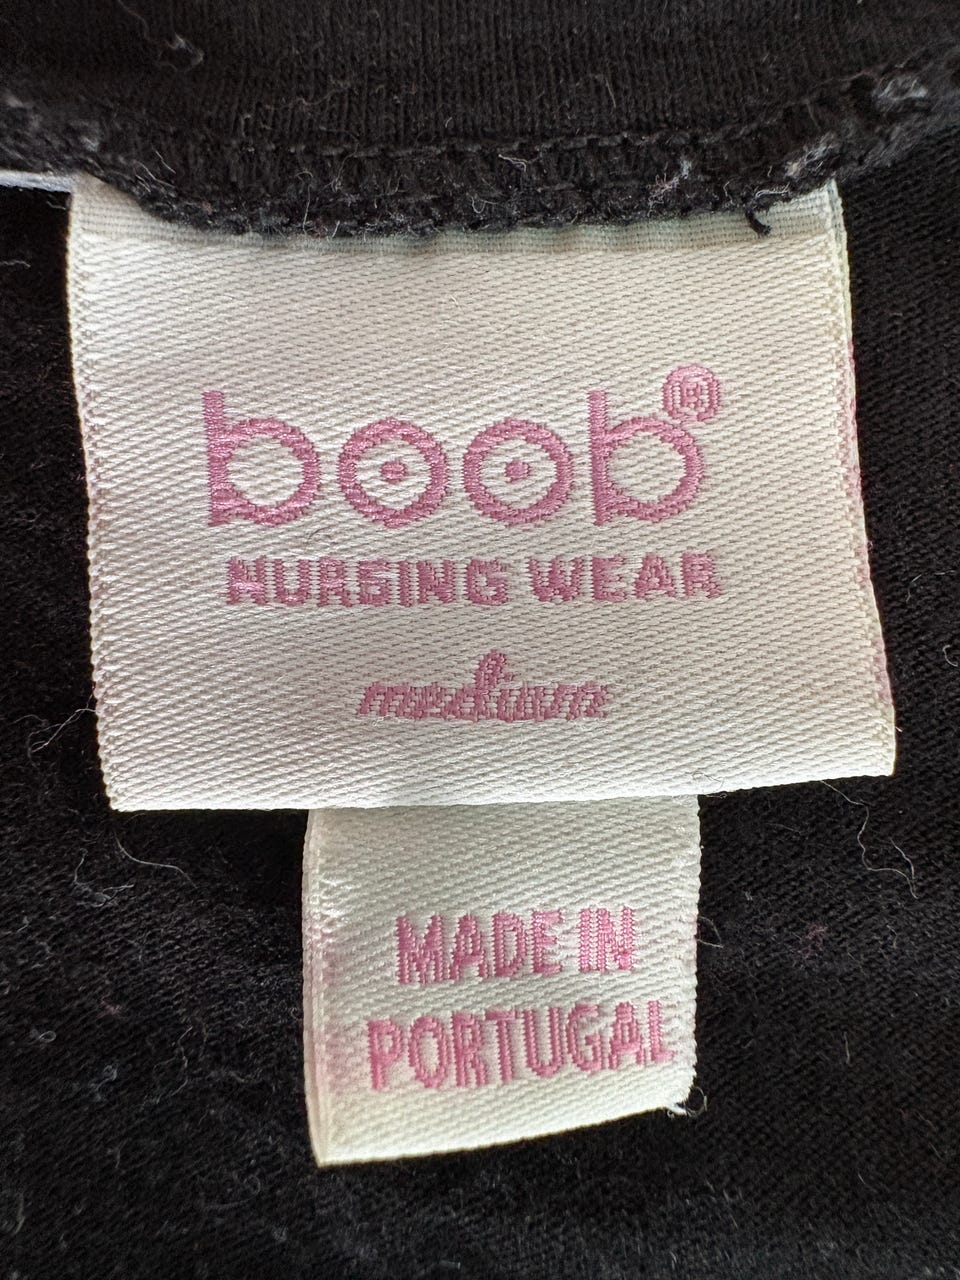 boob®
NURSING WEAR
medium
MADE IN
PORTUGAL